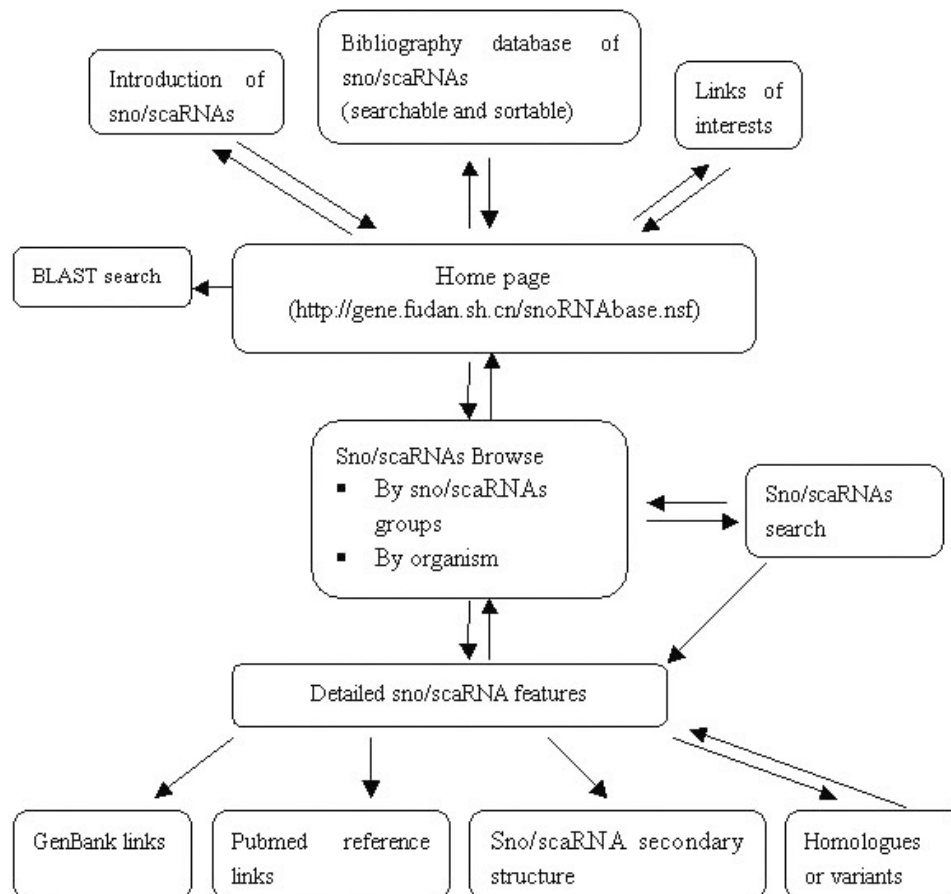 Introduction of
sno/scaRNAs
Bibliography database of
sno/scaRNAs
(searchable and sortable)
Links of
interests
BLAST search
Home page
(http://gene.fudan.sh.cn/snoRNAbase.nsf)
Sno/scaRNAs Browse
▪ By sno/scaRNAs
groups
▪ By organism
Sno/scaRNAs
search
Detailed sno/scaRNA features
GenBank links
Pubmed reference
links
Sno/scaRNA secondary
structure
Homologues
or variants